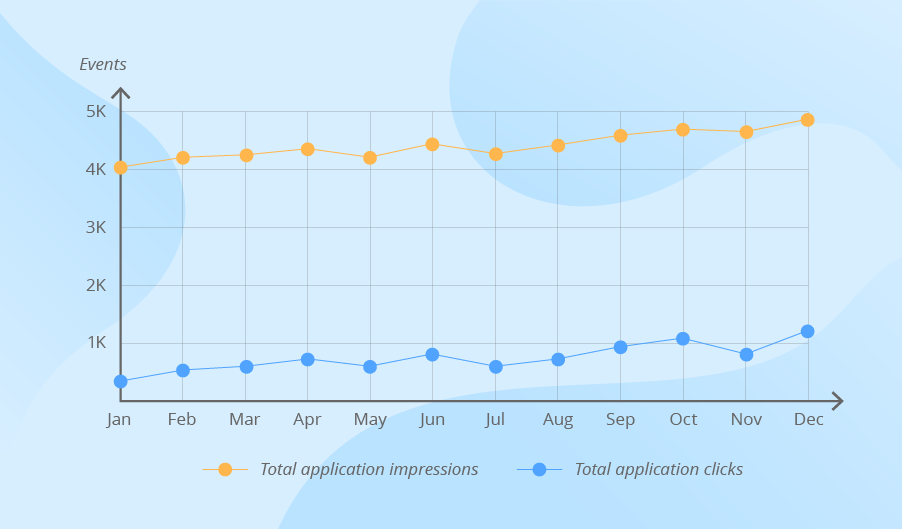 Events
5K
4K
3K
2K
1K
Jan Feb Mar Apr May Jun Jul Aug Sep Oct Nov Dec
Total application impressions Total application clicks